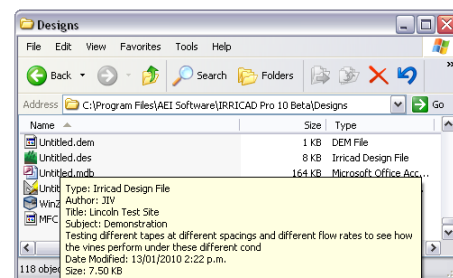 Designs
File Edit View Favorites Tools Help
Back Search Folders »
Address C:\Program Files\AEI Software\IRRICAD Pro 10 Beta\Designs Go
Name Size Type
Untitled.dem 1 KB DEM File
Untitled.des 8 KB Irricad Design File
Untitled.mdb 164 KB Microsoft Office Acc...
Untit
WinZ
MFC
Type: Irricad Design File
Author: JIV
Title: Lincoln Test Site
Subject: Demonstration
Testing different tapes at different spacings and different flow rates to see how
the vines perform under these different cond
Date Modified: 13/01/2010 2:22 p.m.
Size: 7.50 KB
118 objec